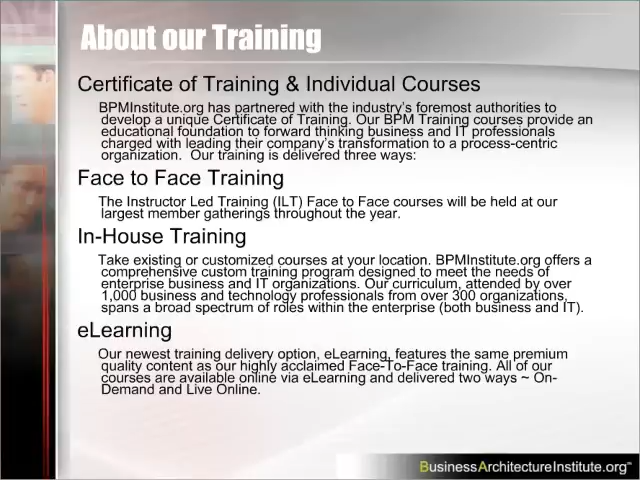 About our Training
Certificate of Training & Individual Courses
BPMInstitute.org has partnered with the industry's foremost authorities to
develop a unique Certificate of Training. Our BPM Training courses provide an
educational foundation to forward thinking business and IT professionals
charged with leading their company's transformation to a process-centric
organization. Our training is delivered three ways:
Face to Face Training
The Instructor Led Training (ILT) Face to Face courses will be held at our
largest member gatherings throughout the year.
In-House Training
Take existing or customized courses at your location. BPMInstitute.org offers a
comprehensive custom training program designed to meet the needs of
enterprise business and IT organizations. Our curriculum, attended by over
1,000 business and technology professionals from over 300 organizations,
spans a broad spectrum of roles within the enterprise (both business and IT).
eLearning
Our newest training delivery option, eLearning, features the same premium
quality content as our highly acclaimed Face-To-Face training. All of our
courses are available online via eLearning and delivered two ways ~ On-
Demand and Live Online.
BusinessArchitectureInstitute.org™